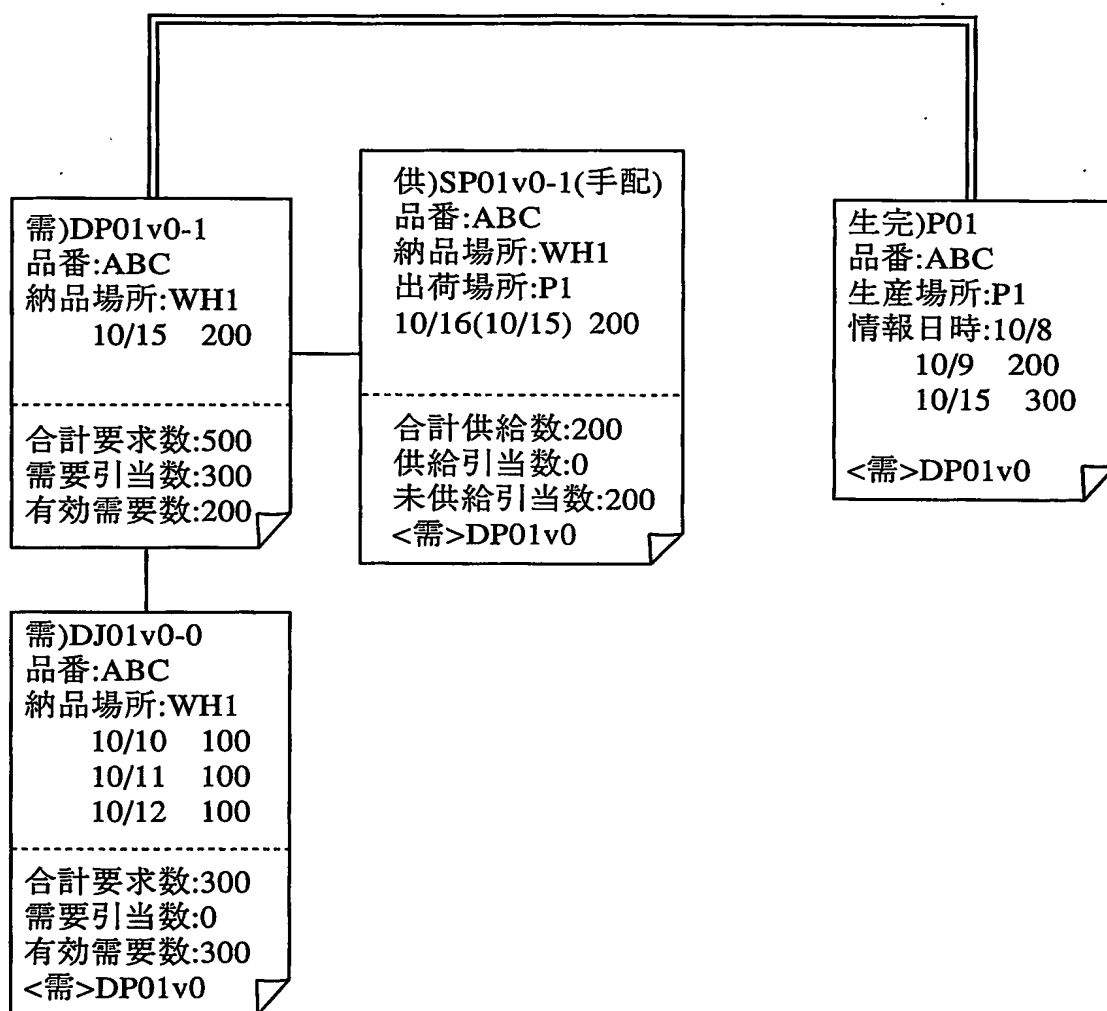 需)DP01v0-1
品番:ABC
納品場所:WH1
10/15 200
合計要求数:500
需要引当数:300
有効需要数:200
供)SP01v0-1(手配)
品番:ABC
納品場所:WH1
出荷場所:P1
10/16(10/15) 200
合計供給数:200
供給引当数:0
未供給引当数:200
<需>DP01v0
生完)P01
品番:ABC
生産場所:P1
情報日時:10/8
10/9 200
10/15 300
<需>DP01v0
需)DJ01v0-0
品番:ABC
納品場所:WH1
10/10 100
10/11 100
10/12 100
合計要求数:300
需要引当数:0
有効需要数:300
<需>DP01v0